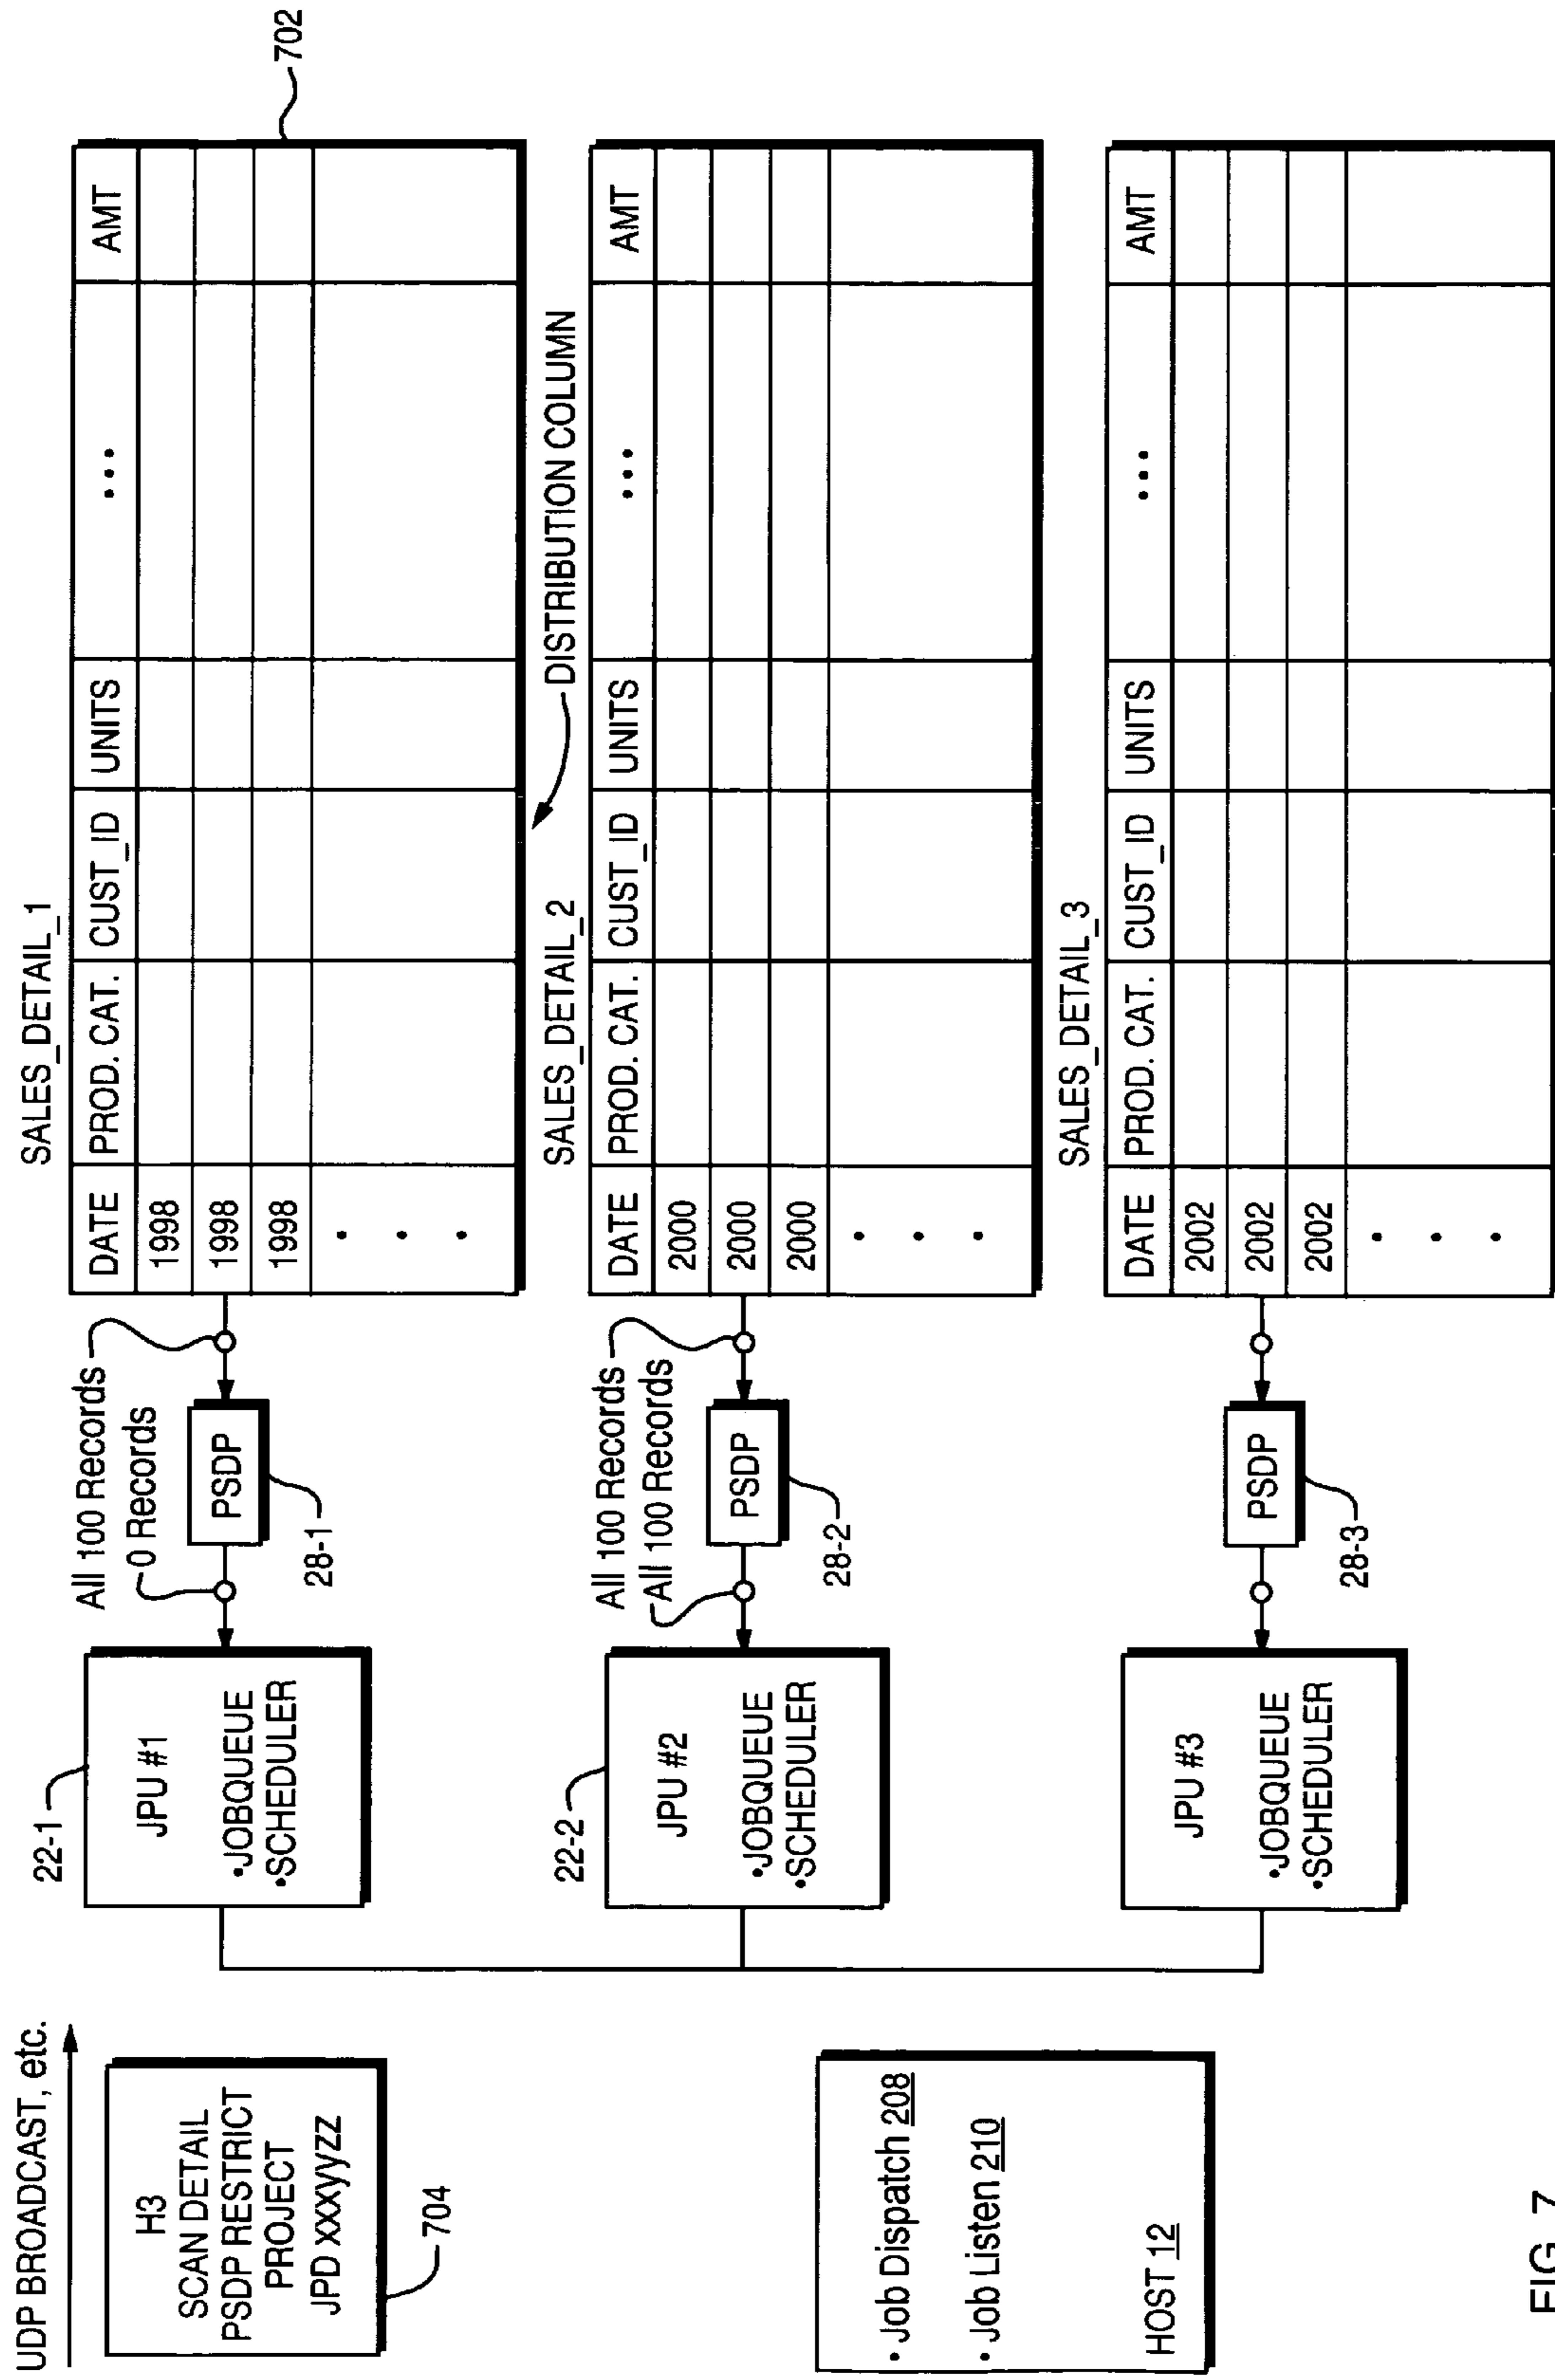 UDP BROADCAST, etc.
H3
SCAN DETAIL
PSDP RESTRICT
PROJECT
JPD xxxyyzz
704
• Job Dispatch 208
• Job Listen 210
HOST 12
22-1
JPU #1
•JOBQUEUE
•SCHEDULER
All 100 Records
0 Records
PSDP
28-1
SALES_DETAIL_1
DATE PROD. CAT. CUST_ID UNITS ... AMT
1998
1998
1998
.
.
.
702
DISTRIBUTION COLUMN
22-2
JPU #2
•JOBQUEUE
•SCHEDULER
All 100 Records
All 100 Records
PSDP
28-2
SALES_DETAIL_2
DATE PROD. CAT. CUST_ID UNITS ... AMT
2000
2000
2000
.
.
.
JPU #3
•JOBQUEUE
•SCHEDULER
PSDP
28-3
SALES_DETAIL_3
DATE PROD. CAT. CUST_ID UNITS ... AMT
2002
2002
2002
.
.
.
FIG. 7